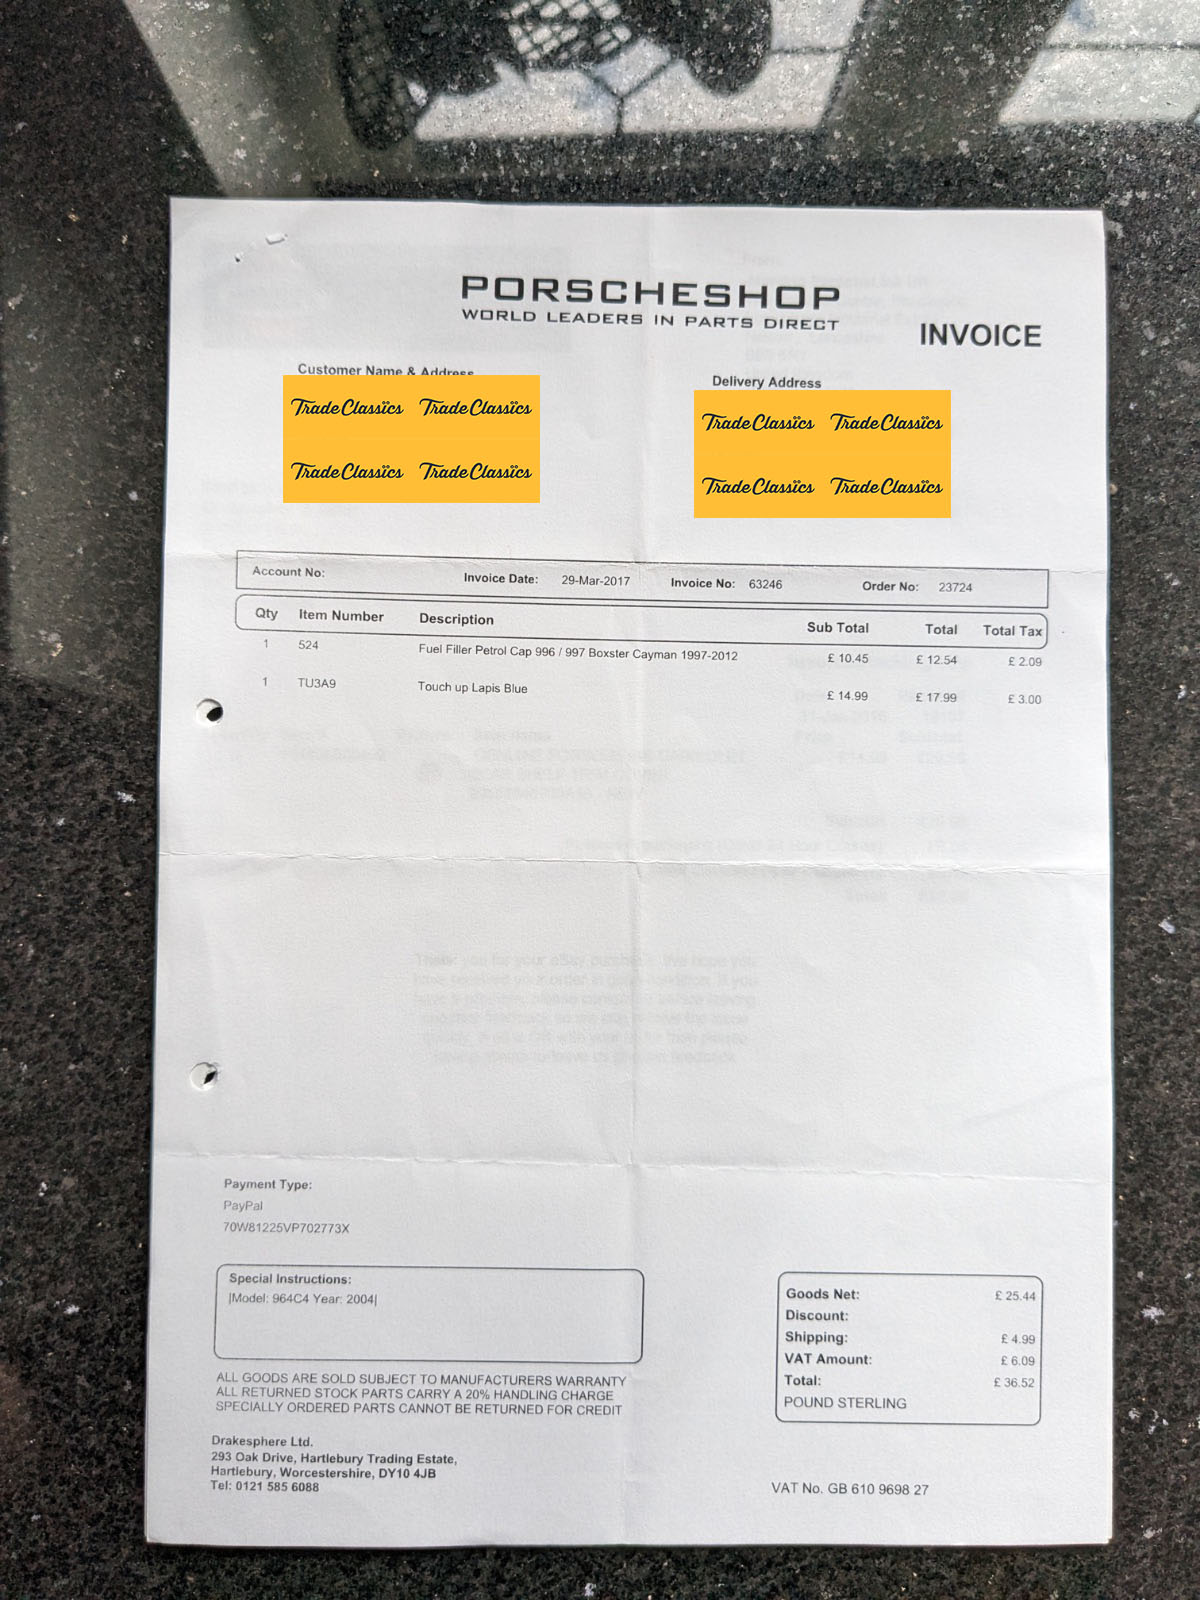 PORSCHESHOP
WORLD LEADERS IN PARTS DIRECT
INVOICE
Customer Name & Address
Delivery Address
Trade Classics Trade Classics
Trade Classics Trade Classics
Trade Classics Trade Classics
Trade Classics Trade Classics
Account No: Invoice Date: 29-Mar-2017 Invoice No: 63246 Order No: 23724
Qty Item Number Description Sub Total Total Total Tax
1 524 Fuel Filler Petrol Cap 996 / 997 Boxster Cayman 1997-2012 £ 10.45 £ 12.54 £ 2.09
1 TU3A9 Touch up Lapis Blue £ 14.99 £ 17.99 £ 3.00
Payment Type:
PayPal
70W81225VP702773X
Special Instructions:
|Model: 964C4 Year: 2004|
Goods Net: £ 25.44
Discount:
Shipping: £ 4.99
VAT Amount: £ 6.09
Total: £ 36.52
POUND STERLING
ALL GOODS ARE SOLD SUBJECT TO MANUFACTURERS WARRANTY
ALL RETURNED STOCK PARTS CARRY A 20% HANDLING CHARGE
SPECIALLY ORDERED PARTS CANNOT BE RETURNED FOR CREDIT
Drakesphere Ltd.
293 Oak Drive, Hartlebury Trading Estate,
Hartlebury, Worcestershire, DY10 4JB
Tel: 0121 585 6088
VAT No. GB 610 9698 27